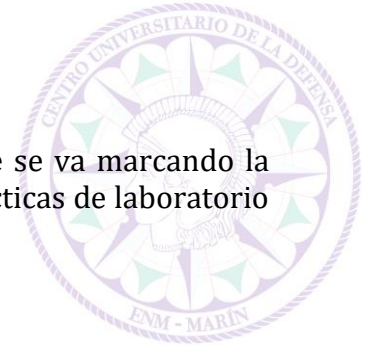 CENTRO UNIVERSITARIO DE LA DEFENSA
e se va marcando la
cticas de laboratorio
ENM - MARÍN